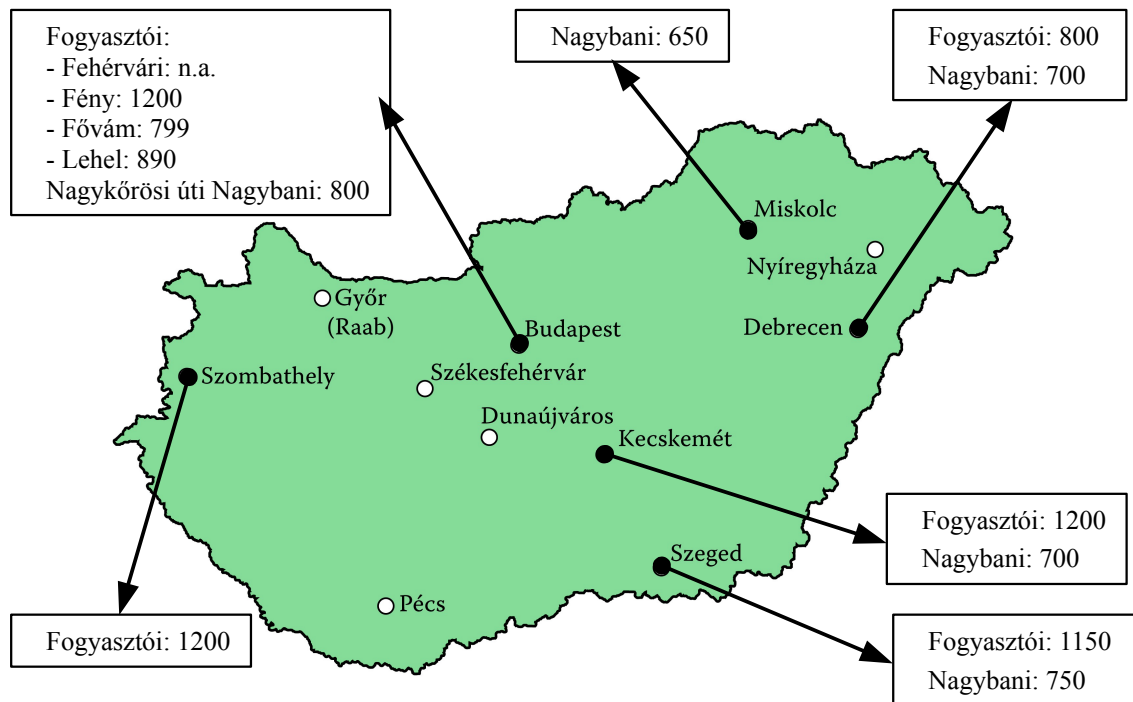 Fogyasztói:
- Fehérvári: n.a.
- Fény: 1200
- Fővám: 799
- Lehel: 890
Nagykőrösi úti Nagybani: 800
Nagybani: 650
Fogyasztói: 800
Nagybani: 700
Miskolc
Nyíregyháza
Győr
(Raab)
Budapest
Debrecen
Szombathely
Székesfehérvár
Dunaújváros
Kecskemét
Fogyasztói: 1200
Nagybani: 700
Szeged
Pécs
Fogyasztói: 1200
Fogyasztói: 1150
Nagybani: 750